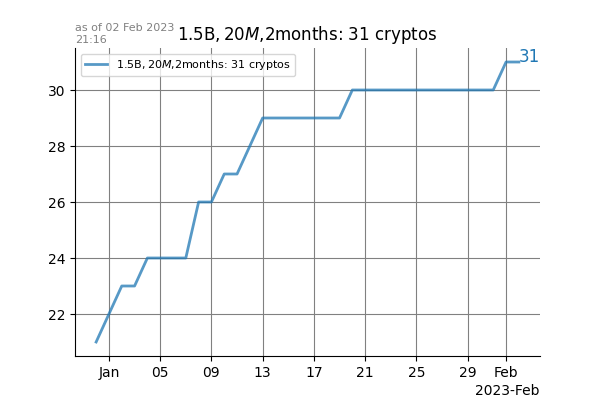 as of 02 Feb 2023
21:16
1.5B, 20M,2months: 31 cryptos
1.5B, 20M,2months: 31 cryptos
31
30
28
26
24
22
Jan 05 09 13 17 21 25 29 Feb
2023-Feb